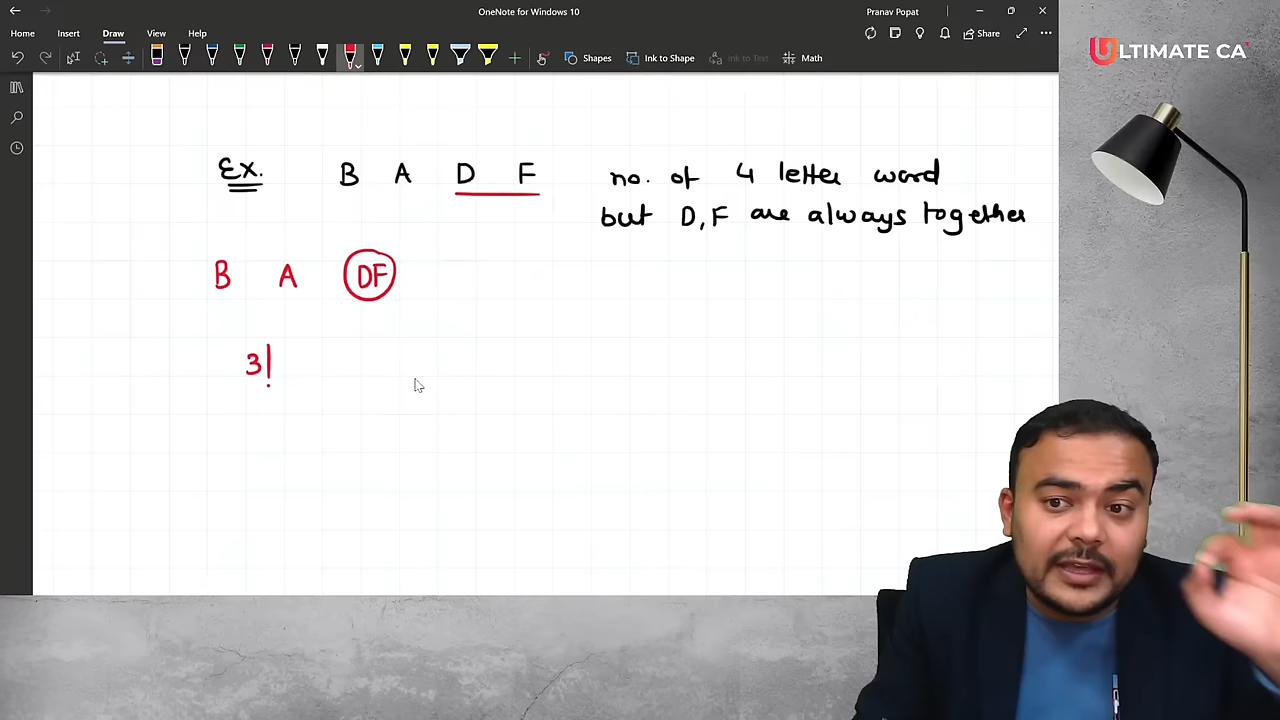 OneNote for Windows 10
Pranav Popat
Home Insert Draw View Help
Share
Shapes Ink to Shape Ink to Text Math
ULTIMATE CA
Ex. B A D F no. of 4 letter word
but D, F are always together
B A DF
3!